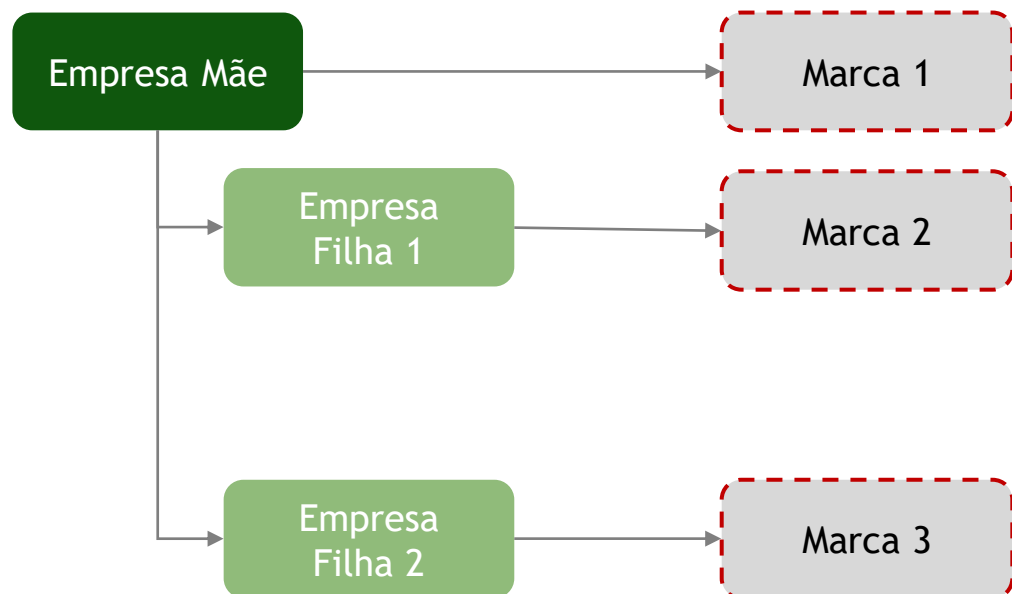 Empresa Mãe
Marca 1
Empresa
Filha 1
Marca 2
Empresa
Filha 2
Marca 3